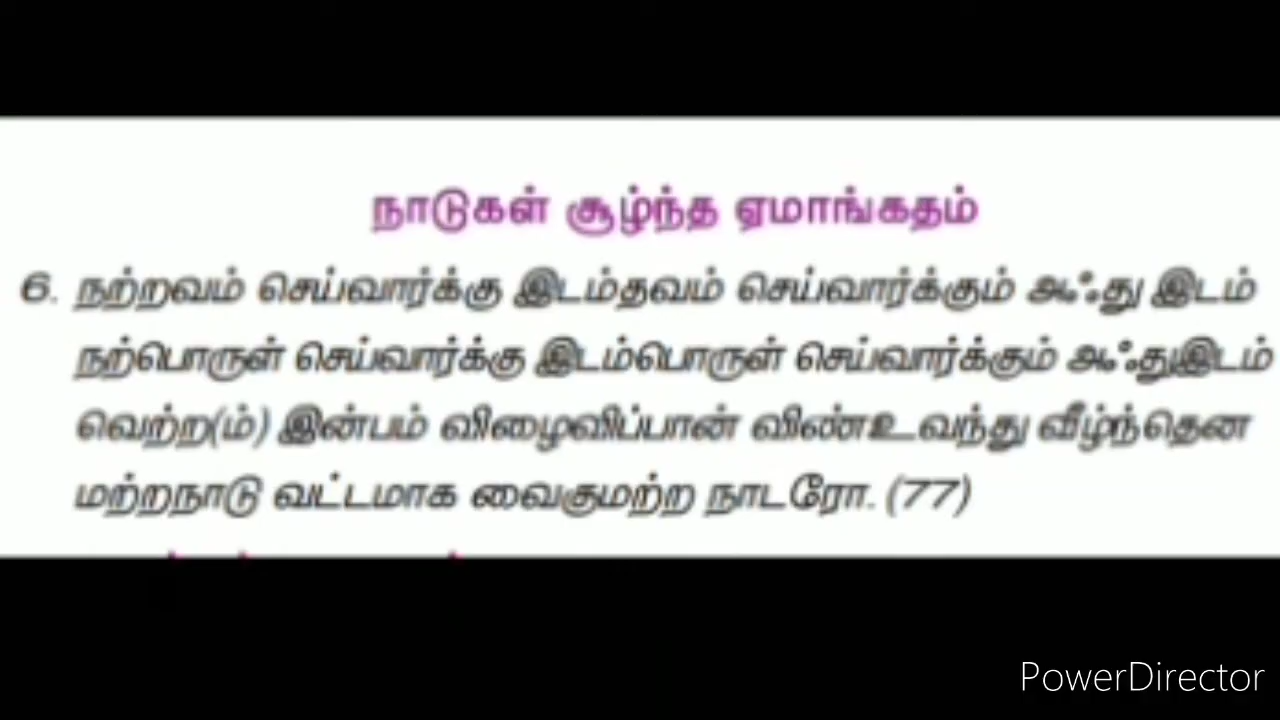 நாடுகள் சூழ்ந்த ஏமாங்கதம்
6. நற்றவம் செய்வார்க்கு இடம்தவம் செய்வார்க்கும் அஃது இடம்
நற்பொருள் செய்வார்க்கு இடம்பொருள் செய்வார்க்கும் அஃதுஇடம்
வெற்ற(ம்) இன்பம் விழைவிப்பான் விண்உவந்து வீழ்ந்தென
மற்றநாடு வட்டமாக வைகுமற்ற நாடரோ. (77)
PowerDirector